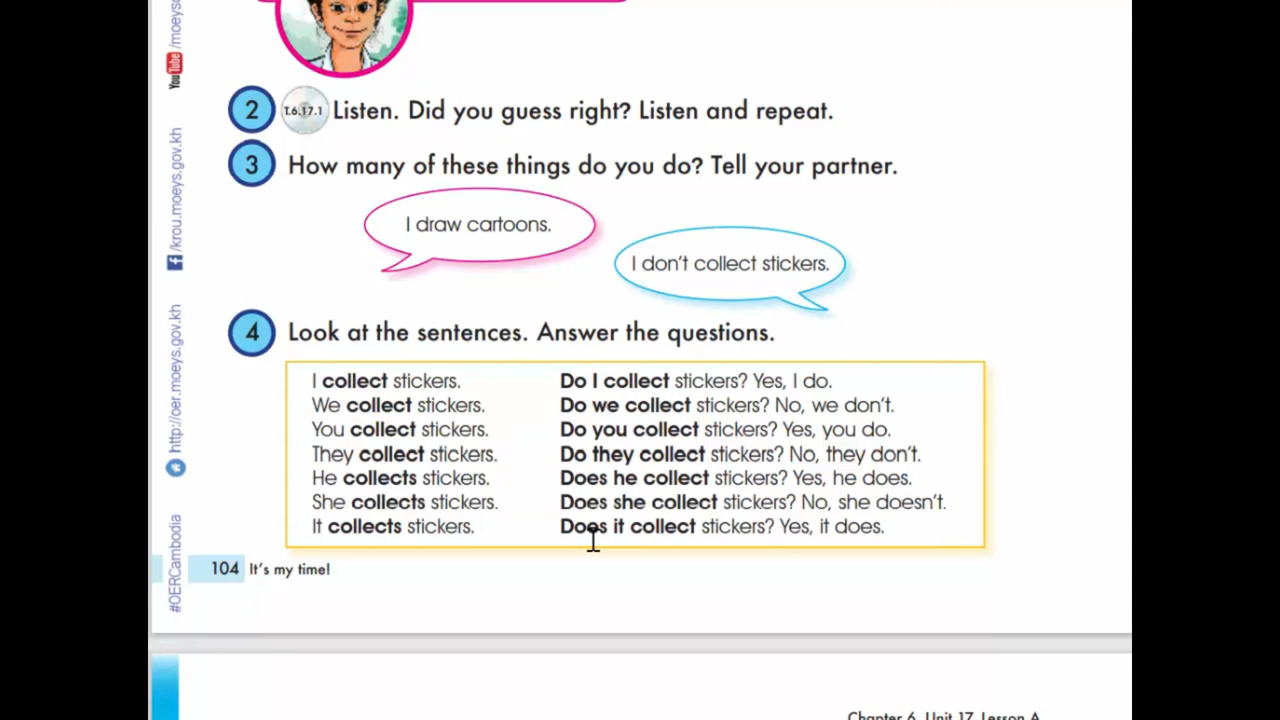 YouTube /moeys
/krou.moeys.gov.kh
http://oer.moeys.gov.kh
#OERCambodia
2 T.6.17.1 Listen. Did you guess right? Listen and repeat.
3 How many of these things do you do? Tell your partner.
I draw cartoons.
I don't collect stickers.
4 Look at the sentences. Answer the questions.
I collect stickers. Do I collect stickers? Yes, I do.
We collect stickers. Do we collect stickers? No, we don't.
You collect stickers. Do you collect stickers? Yes, you do.
They collect stickers. Do they collect stickers? No, they don't.
He collects stickers. Does he collect stickers? Yes, he does.
She collects stickers. Does she collect stickers? No, she doesn't.
It collects stickers. Does it collect stickers? Yes, it does.
104 It's my time!
Chapter 6, Unit 17, Lesson A